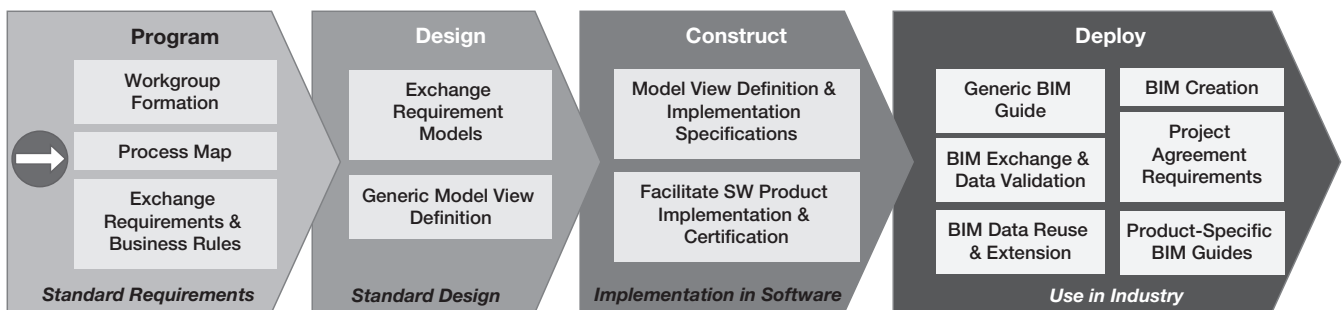 Program
Workgroup
Formation
Process Map
Exchange
Requirements &
Business Rules
Standard Requirements
Design
Exchange
Requirement
Models
Generic Model View
Definition
Standard Design
Construct
Model View Definition &
Implementation
Specifications
Facilitate SW Product
Implementation &
Certification
Implementation in Software
Deploy
Generic BIM
Guide
BIM Exchange &
Data Validation
BIM Data Reuse
& Extension
BIM Creation
Project
Agreement
Requirements
Product-Specific
BIM Guides
Use in Industry